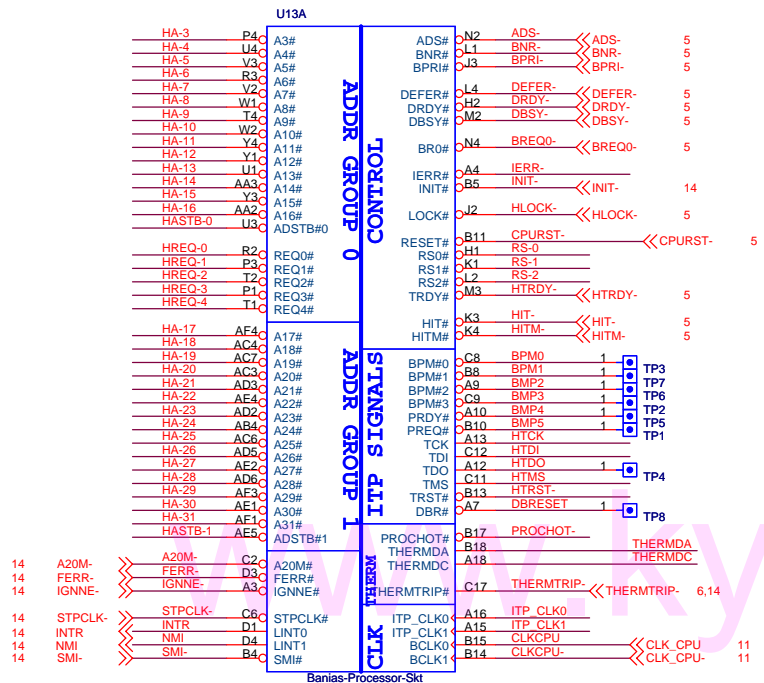 U13A
HA-3 P4 A3#
HA-4 U4 A4#
HA-5 V3 A5#
HA-6 R3 A6#
HA-7 V2 A7#
HA-8 W1 A8#
HA-9 T4 A9#
HA-10 W2 A10#
HA-11 Y4 A11#
HA-12 Y1 A12#
HA-13 U1 A13#
HA-14 AA3 A14#
HA-15 Y3 A15#
HA-16 AA2 A16#
HASTB-0 U3 ADSTB#0
HREQ-0 R2 REQ0#
HREQ-1 P3 REQ1#
HREQ-2 T2 REQ2#
HREQ-3 P1 REQ3#
HREQ-4 T1 REQ4#
ADDR GROUP 0
HA-17 AF4 A17#
HA-18 AC4 A18#
HA-19 AC7 A19#
HA-20 AC3 A20#
HA-21 AD3 A21#
HA-22 AE4 A22#
HA-23 AD2 A23#
HA-24 AB4 A24#
HA-25 AC6 A25#
HA-26 AD5 A26#
HA-27 AE2 A27#
HA-28 AD6 A28#
HA-29 AF3 A29#
HA-30 AE1 A30#
HA-31 AF1 A31#
HASTB-1 AE5 ADSTB#1
ADDR GROUP 1
14 A20M- A20M- C2 A20M#
14 FERR- FERR- D3 FERR#
14 IGNNE- IGNNE- A3 IGNNE#
14 STPCLK- STPCLK- C6 STPCLK#
14 INTR INTR D1 LINT0
14 NMI NMI D4 LINT1
14 SMI- SMI- B4 SMI#
CONTROL
ADS# N2 ADS- ADS- 5
BNR# L1 BNR- BNR- 5
BPRI# J3 BPRI- BPRI- 5
DEFER# L4 DEFER- DEFER- 5
DRDY# H2 DRDY- DRDY- 5
DBSY# M2 DBSY- DBSY- 5
BR0# N4 BREQ0- BREQ0- 5
IERR# A4 IERR-
INIT# B5 INIT- INIT- 14
LOCK# J2 HLOCK- HLOCK- 5
RESET# B11 CPURST- CPURST- 5
RS0# H1 RS-0
RS1# K1 RS-1
RS2# L2 RS-2
TRDY# M3 HTRDY- HTRDY- 5
HIT# K3 HIT- HIT- 5
HITM# K4 HITM- HITM- 5
ITP SIGNALS
BPM#0 C8 BPM0 1 TP3
BPM#1 B8 BPM1 1 TP7
BPM#2 A9 BMP2 1 TP6
BPM#3 C9 BMP3 1 TP2
PRDY# A10 BMP4 1 TP5
PREQ# B10 BMP5 1 TP1
TCK A13 HTCK
TDI C12 HTDI
TDO A12 HTDO 1 TP4
TMS C11 HTMS
TRST# B13 HTRST-
DBR# A7 DBRESET 1 TP8
THERM
PROCHOT# B17 PROCHOT-
THERMDA B18 THERMDA
THERMDC A18 THERMDC
THERMTRIP# C17 THERMTRIP- THERMTRIP- 6,14
CLK
ITP_CLK0 A16 ITP_CLK0
ITP_CLK1 A15 ITP_CLK1
BCLK0 B15 CLKCPU CLK_CPU 11
BCLK1 B14 CLKCPU- CLK_CPU- 11
Banias-Processor-Skt
www.ky